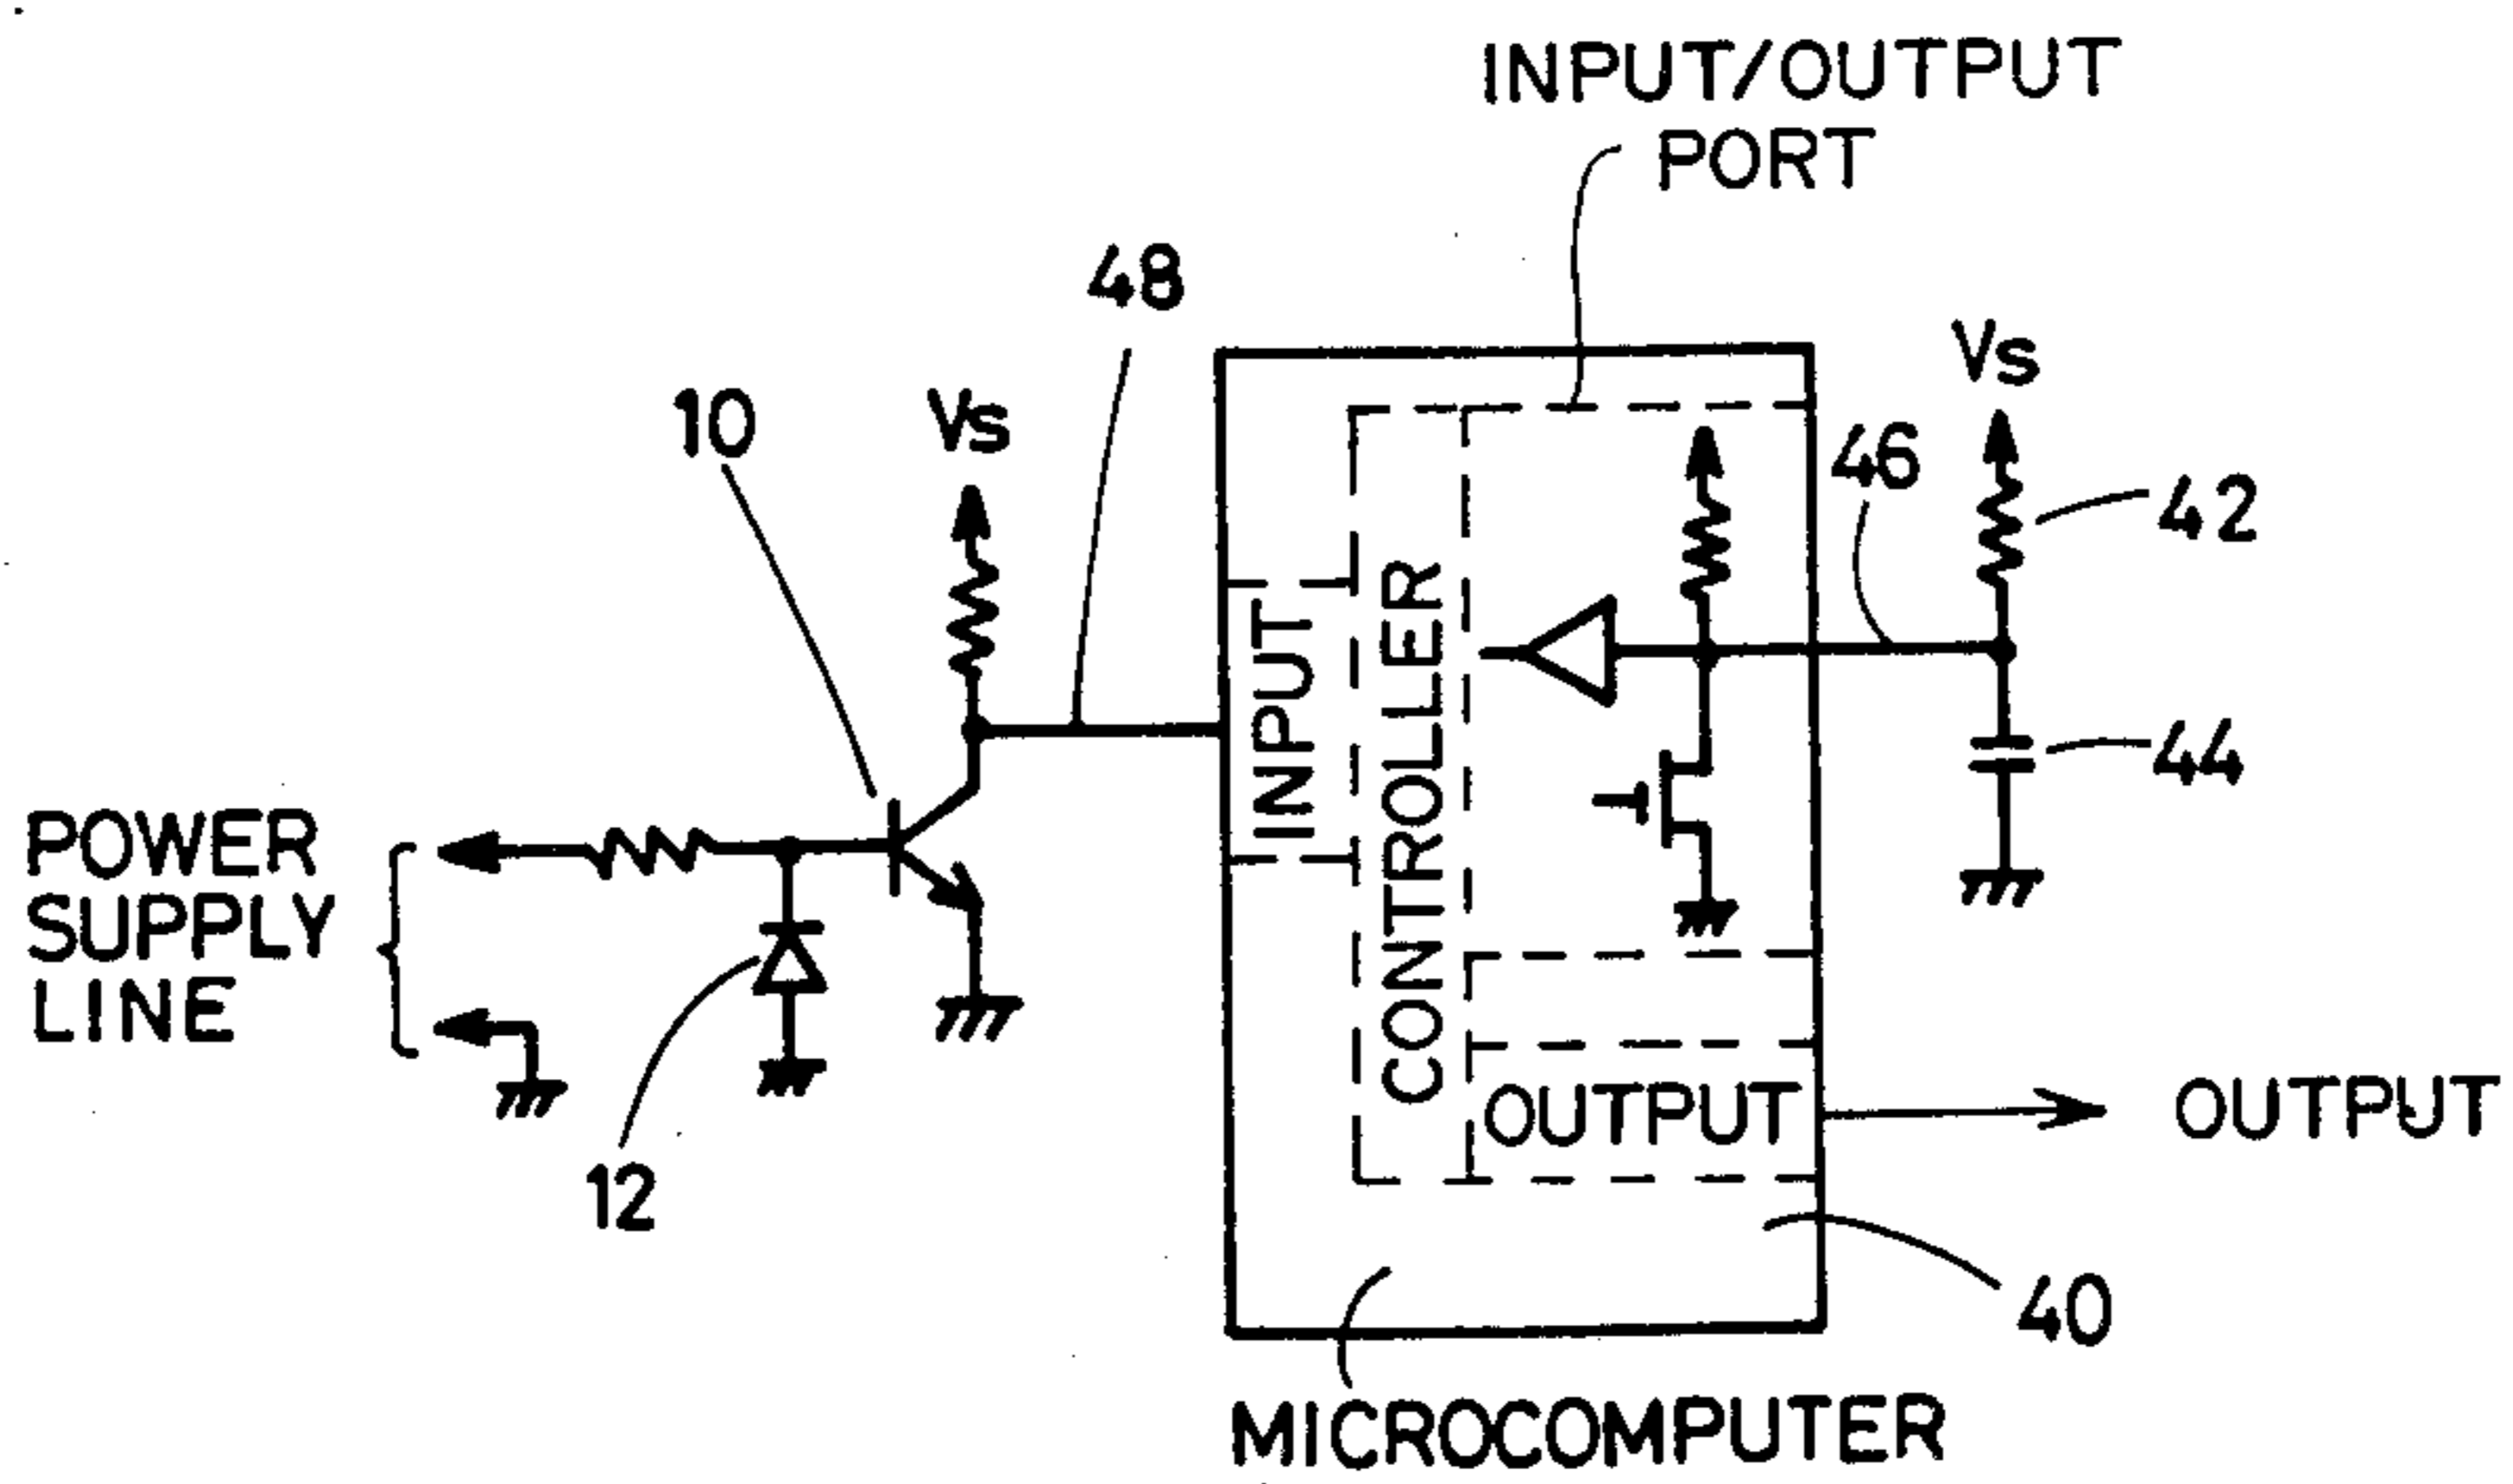 INPUT/OUTPUT
PORT
48
Vs
10
Vs
46
42
INPUT
CONTROLLER
44
POWER
SUPPLY
LINE
OUTPUT
OUTPUT
12
40
MICROCOMPUTER